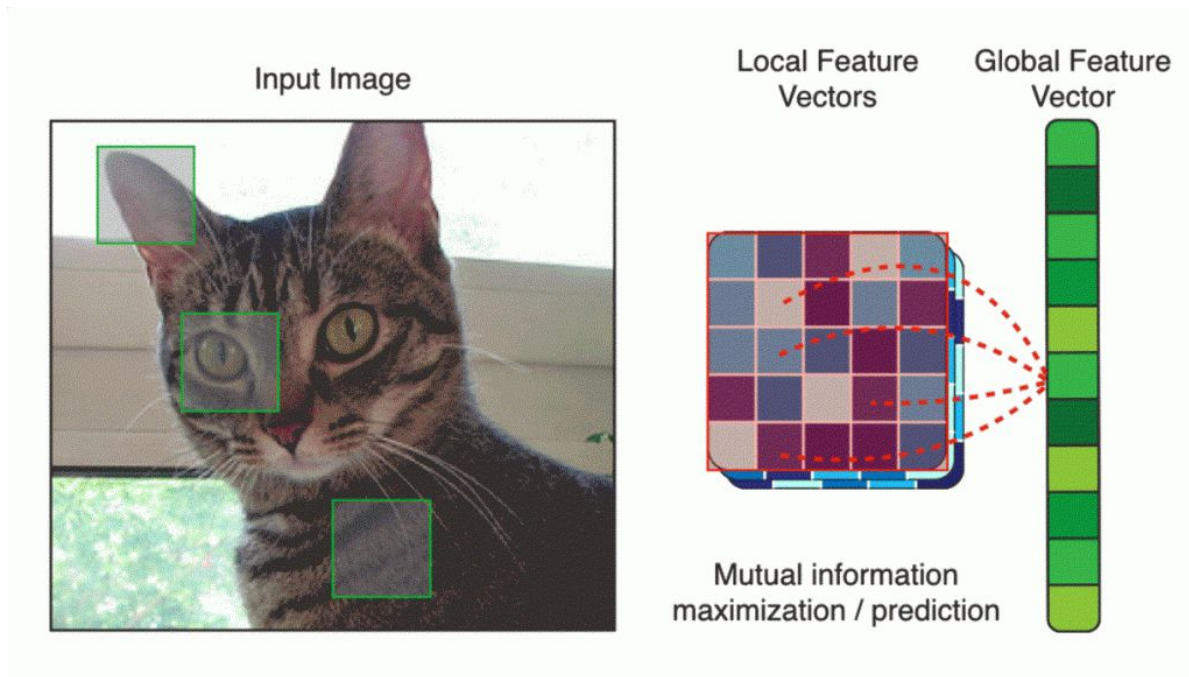 Input Image
Local Feature
Vectors
Global Feature
Vector
Mutual information
maximization / prediction